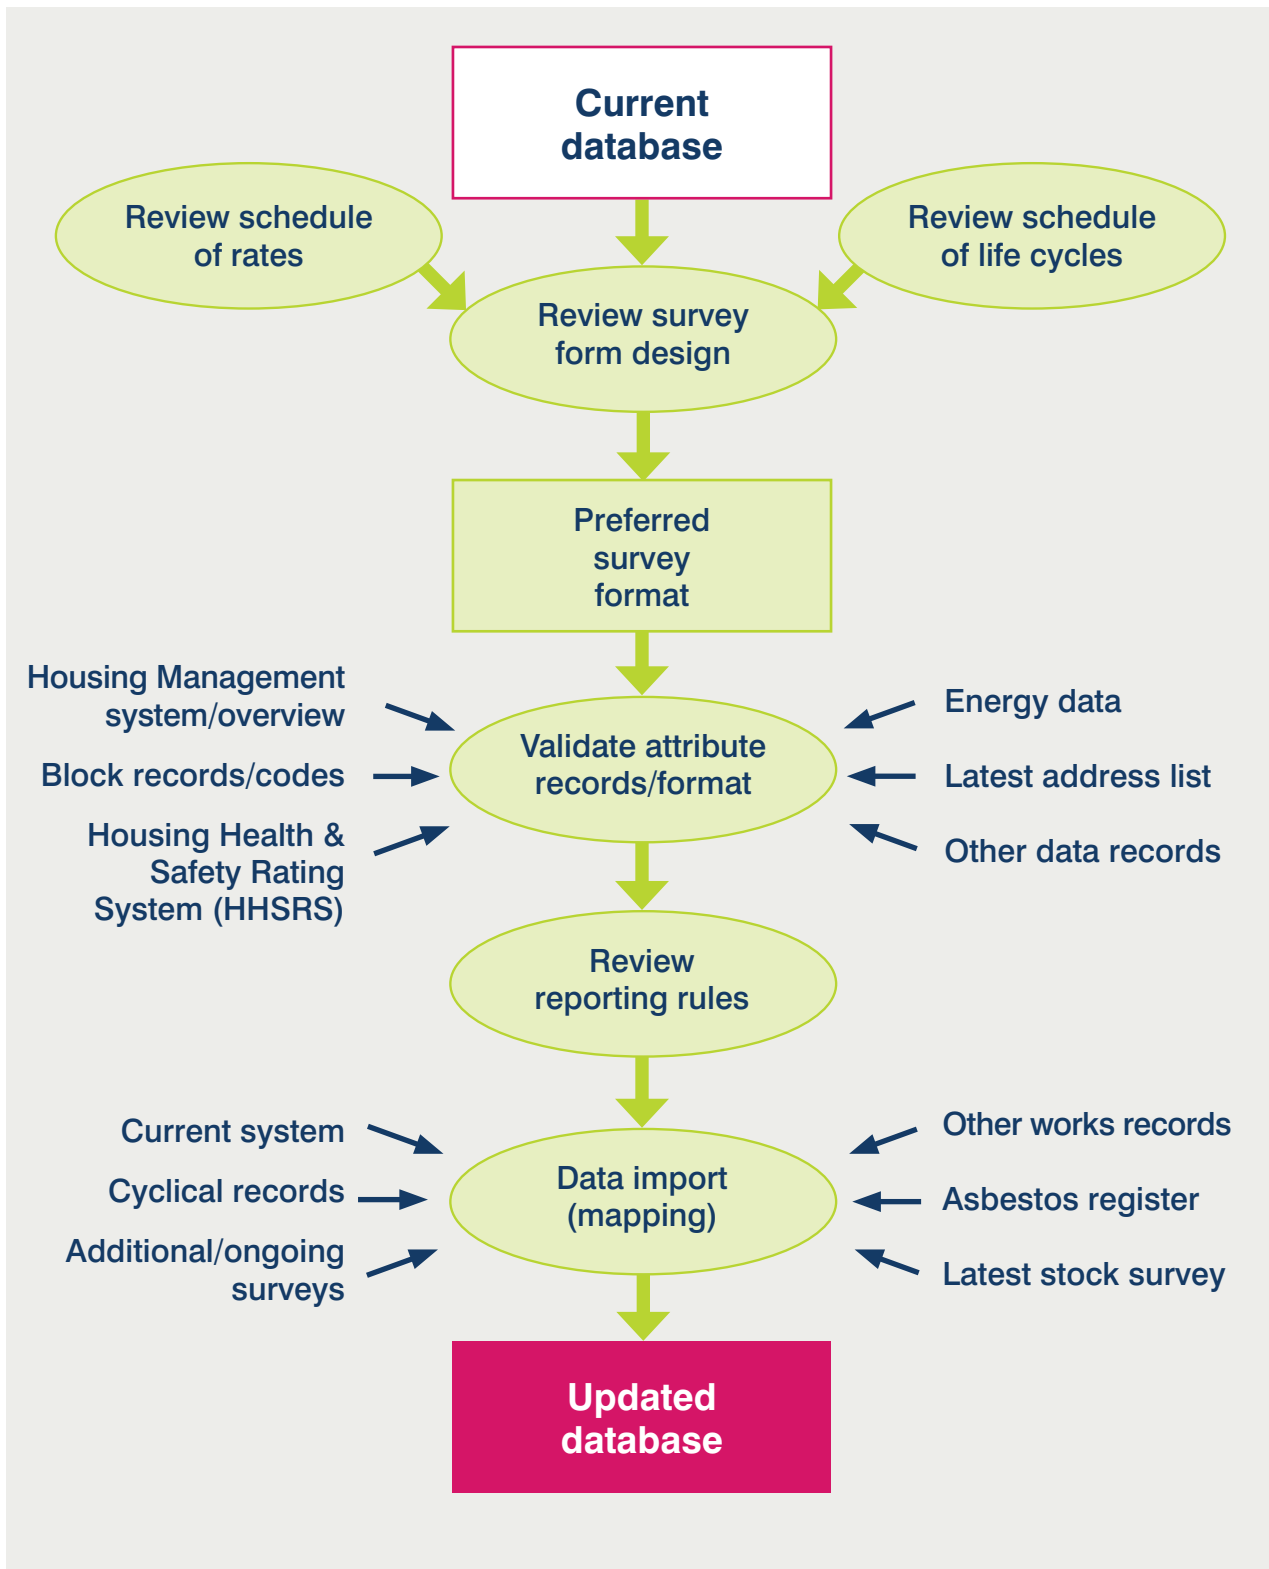 Current
database
Review schedule
of rates
Review schedule
of life cycles
Review survey
form design
Preferred
survey
format
Housing Management
system/overview
Block records/codes
Housing Health &
Safety Rating
System (HHSRS)
Validate attribute
records/format
Energy data
Latest address list
Other data records
Review
reporting rules
Current system
Cyclical records
Additional/ongoing
surveys
Data import
(mapping)
Other works records
Asbestos register
Latest stock survey
Updated
database